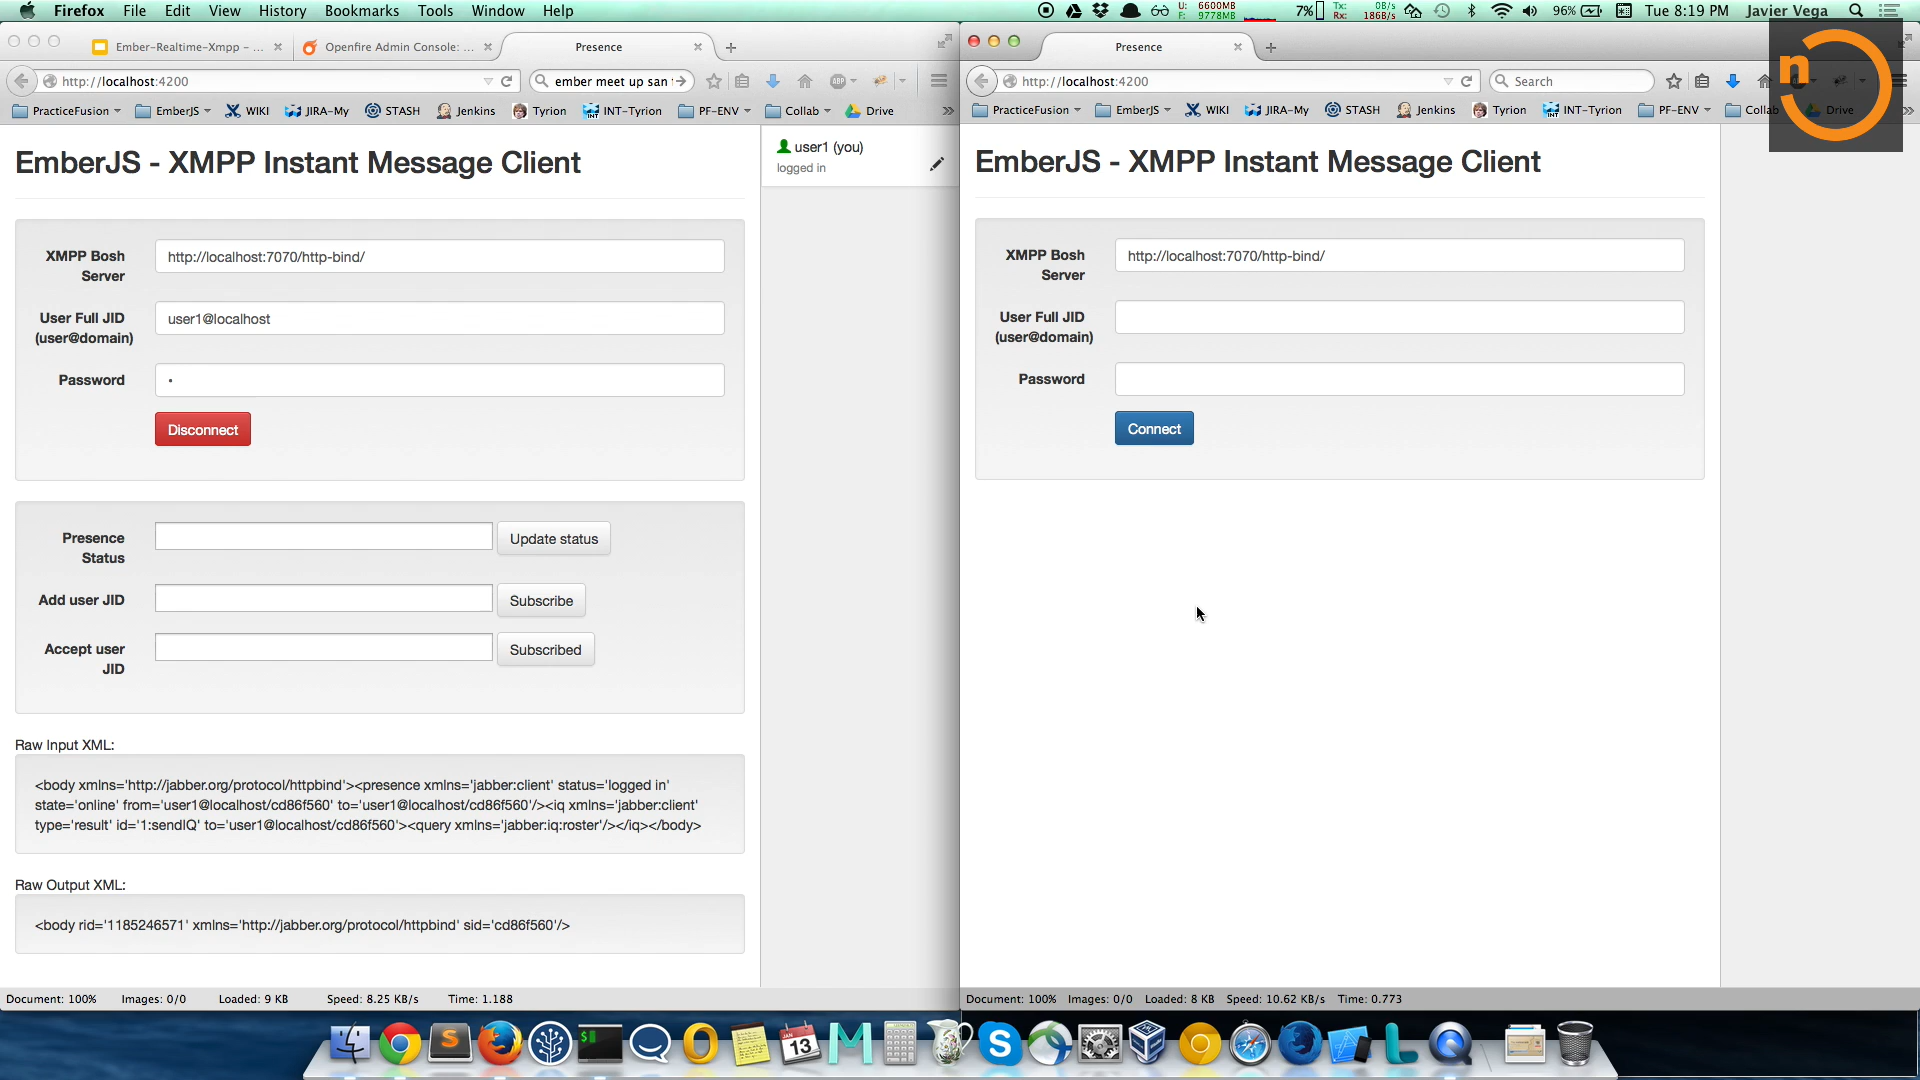 Firefox File Edit View History Bookmarks Tools Window Help
U: 6600MB
F: 9778MB
7%
Tx: 0B/s
Rx: 186B/s
96%
Tue 8:19 PM Javier Vega
n
Ember-Realtime-Xmpp – ...
Openfire Admin Console: ...
Presence
http://localhost:4200
ember meet up san
ABP
PracticeFusion EmberJS WIKI JIRA-My STASH Jenkins Tyrion INT-Tyrion PF-ENV Collab Drive
EmberJS - XMPP Instant Message Client
XMPP Bosh
Server
http://localhost:7070/http-bind/
User Full JID
(user@domain)
user1@localhost
Password
•
Disconnect
Presence
Status
Update status
Add user JID
Subscribe
Accept user
JID
Subscribed
Raw Input XML:
<body xmlns='http://jabber.org/protocol/httpbind'><presence xmlns='jabber:client' status='logged in'
state='online' from='user1@localhost/cd86f560' to='user1@localhost/cd86f560'/><iq xmlns='jabber:client'
type='result' id='1:sendIQ' to='user1@localhost/cd86f560'><query xmlns='jabber:iq:roster'/></iq></body>
Raw Output XML:
<body rid='1185246571' xmlns='http://jabber.org/protocol/httpbind' sid='cd86f560'/>
Document: 100% Images: 0/0 Loaded: 9 KB Speed: 8.25 KB/s Time: 1.188
user1 (you)
logged in
Presence
http://localhost:4200
Search
PracticeFusion EmberJS WIKI JIRA-My STASH Jenkins Tyrion INT-Tyrion PF-ENV Collab Drive
EmberJS - XMPP Instant Message Client
XMPP Bosh
Server
http://localhost:7070/http-bind/
User Full JID
(user@domain)
Password
Connect
Document: 100% Images: 0/0 Loaded: 8 KB Speed: 10.62 KB/s Time: 0.773
JAN
13